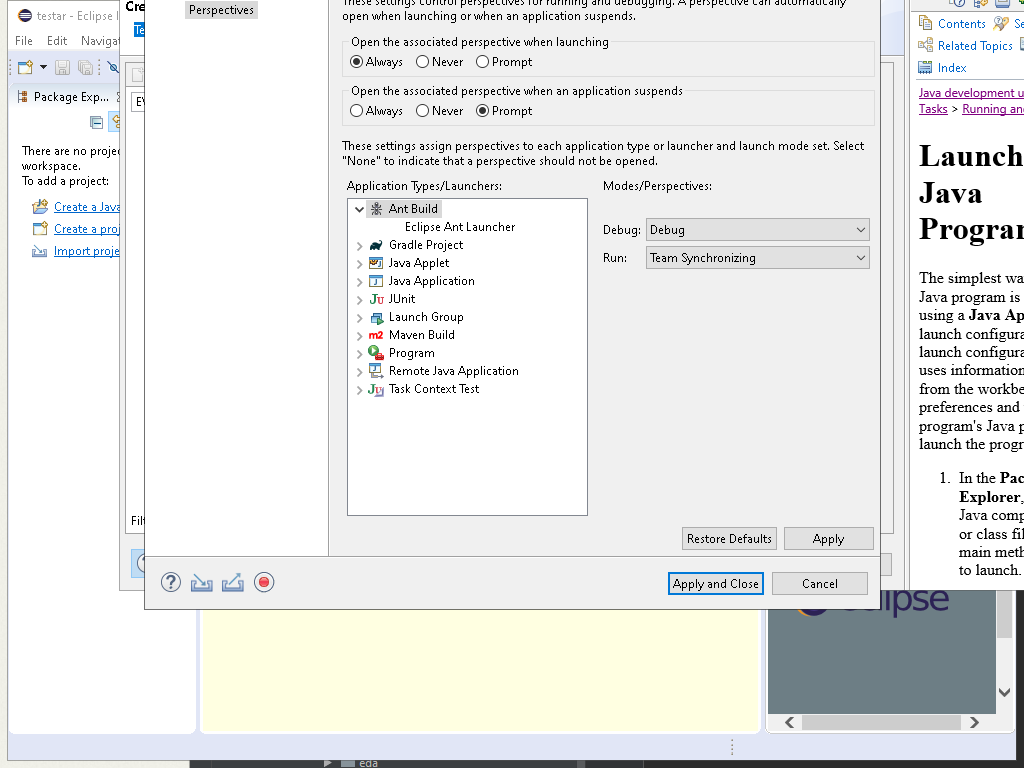 testar - Eclipse
File Edit Navigat
Package Exp...
There are no proje
workspace.
To add a project:
Create a Java
Create a proj
Import proje
Cre
Te
Filt
Perspectives
These settings control perspectives for running and debugging. A perspective can automatically
open when launching or when an application suspends.
Open the associated perspective when launching
Always Never Prompt
Open the associated perspective when an application suspends
Always Never Prompt
These settings assign perspectives to each application type or launcher and launch mode set. Select
"None" to indicate that a perspective should not be opened.
Application Types/Launchers:
Modes/Perspectives:
Ant Build
Eclipse Ant Launcher
Gradle Project
Java Applet
Java Application
JUnit
Launch Group
Maven Build
Program
Remote Java Application
Task Context Test
Debug: Debug
Run: Team Synchronizing
Restore Defaults Apply
Apply and Close Cancel
Contents Se
Related Topics
Index
Java development u
Tasks > Running and
Launch
Java
Progran
The simplest wa
Java program is
using a Java Ap
launch configura
launch configura
uses information
from the workbe
preferences and
program's Java p
launch the progr
1. In the Pac
Explorer,
Java comp
or class fil
main meth
to launch.
eclipse
eda